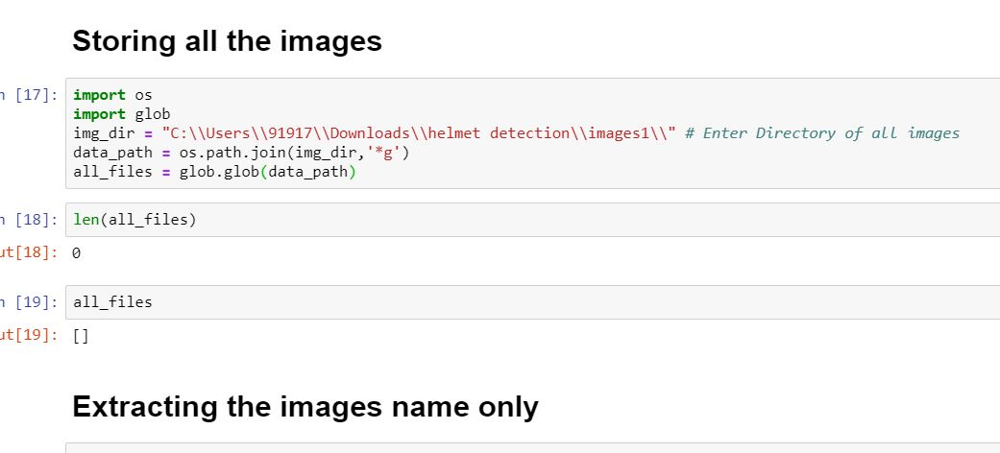 Storing all the images
n [17]: import os
import glob
img_dir = "C:\\Users\\91917\\Downloads\\helmet detection\\images1\\" # Enter Directory of all images
data_path = os.path.join(img_dir,'*g')
all_files = glob.glob(data_path)
n [18]: len(all_files)
ut[18]: 0
n [19]: all_files
ut[19]: []
Extracting the images name only